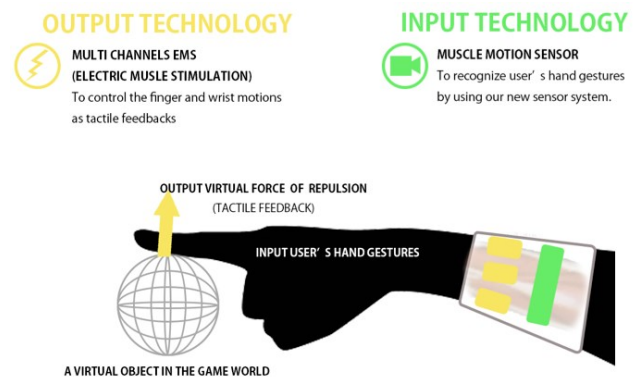 OUTPUT TECHNOLOGY
MULTI CHANNELS EMS
(ELECTRIC MUSLE STIMULATION)
To control the finger and wrist motions
as tactile feedbacks
INPUT TECHNOLOGY
MUSCLE MOTION SENSOR
To recognize user’ s hand gestures
by using our new sensor system.
OUTPUT VIRTUAL FORCE OF REPULSION
(TACTILE FEEDBACK)
INPUT USER’ S HAND GESTURES
A VIRTUAL OBJECT IN THE GAME WORLD